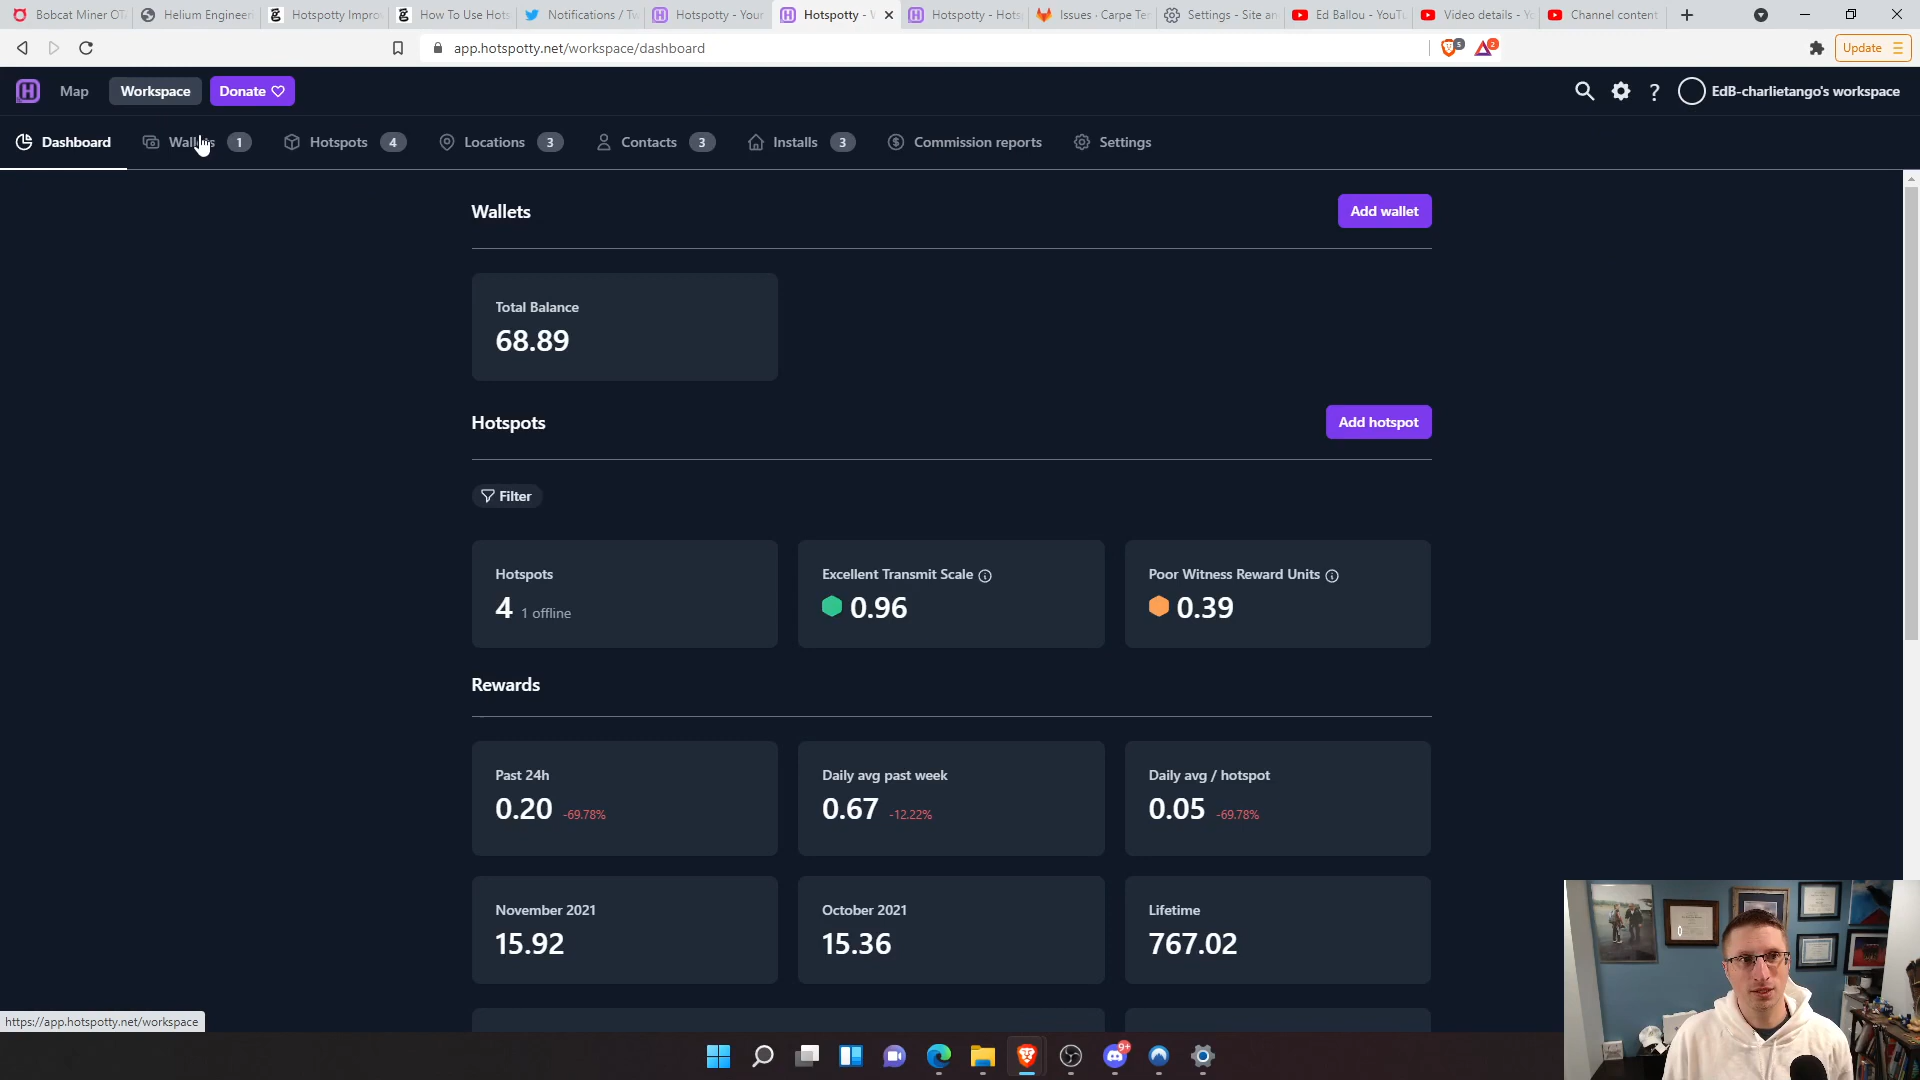 Bobcat Miner OT
Helium Engineer
Hotspotty Impro
How To Use Hots
Notifications / Tw
Hotspotty - Your
Hotspotty - W
Hotspotty - Hots
Issues · Carpe Te
Settings - Site an
Ed Ballou - YouTu
Video details - Yo
Channel content
app.hotspotty.net/workspace/dashboard
5
2
Update
Map
Workspace
Donate
EdB-charlietango's workspace
Dashboard
Wallets 1
Hotspots 4
Locations 3
Contacts 3
Installs 3
Commission reports
Settings
Wallets
Add wallet
Total Balance
68.89
Hotspots
Add hotspot
Filter
Hotspots
4 1 offline
Excellent Transmit Scale
0.96
Poor Witness Reward Units
0.39
Rewards
Past 24h
0.20 -69.78%
Daily avg past week
0.67 -12.22%
Daily avg / hotspot
0.05 -69.78%
November 2021
15.92
October 2021
15.36
Lifetime
767.02
https://app.hotspotty.net/workspace
9+